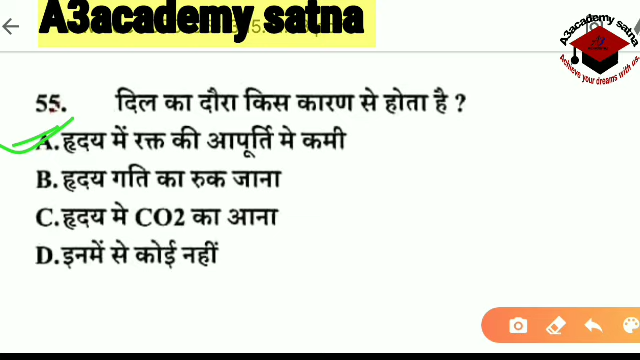 A3academy satna
A3academy satna
Achieve your dreams with us.
55. दिल का दौरा किस कारण से होता है ?
A.हृदय में रक्त की आपूर्ति मे कमी
B.हृदय गति का रुक जाना
C.हृदय मे CO2 का आना
D.इनमें से कोई नहीं